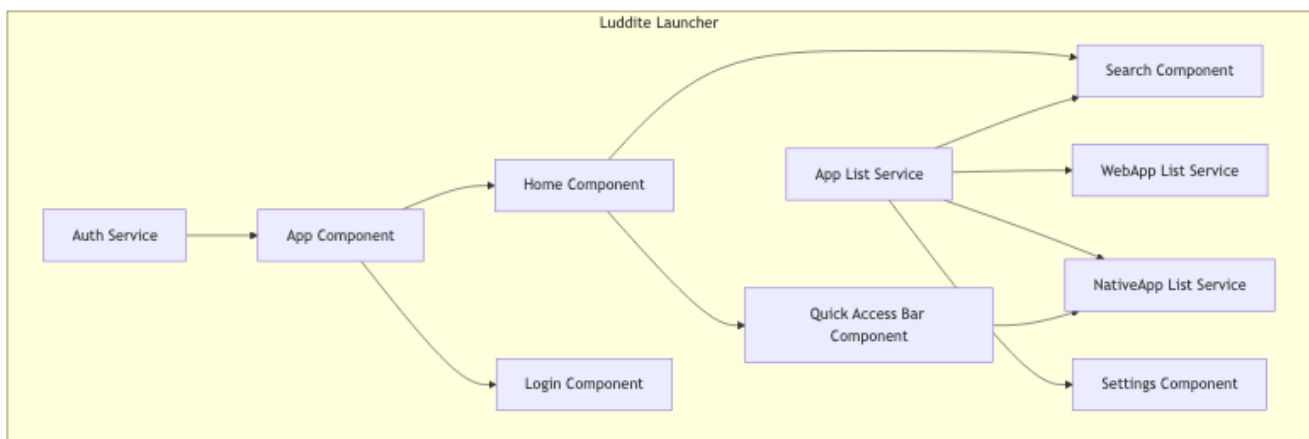 Luddite Launcher
Auth Service
App Component
Home Component
Login Component
App List Service
Quick Access Bar
Component
Search Component
WebApp List Service
NativeApp List Service
Settings Component